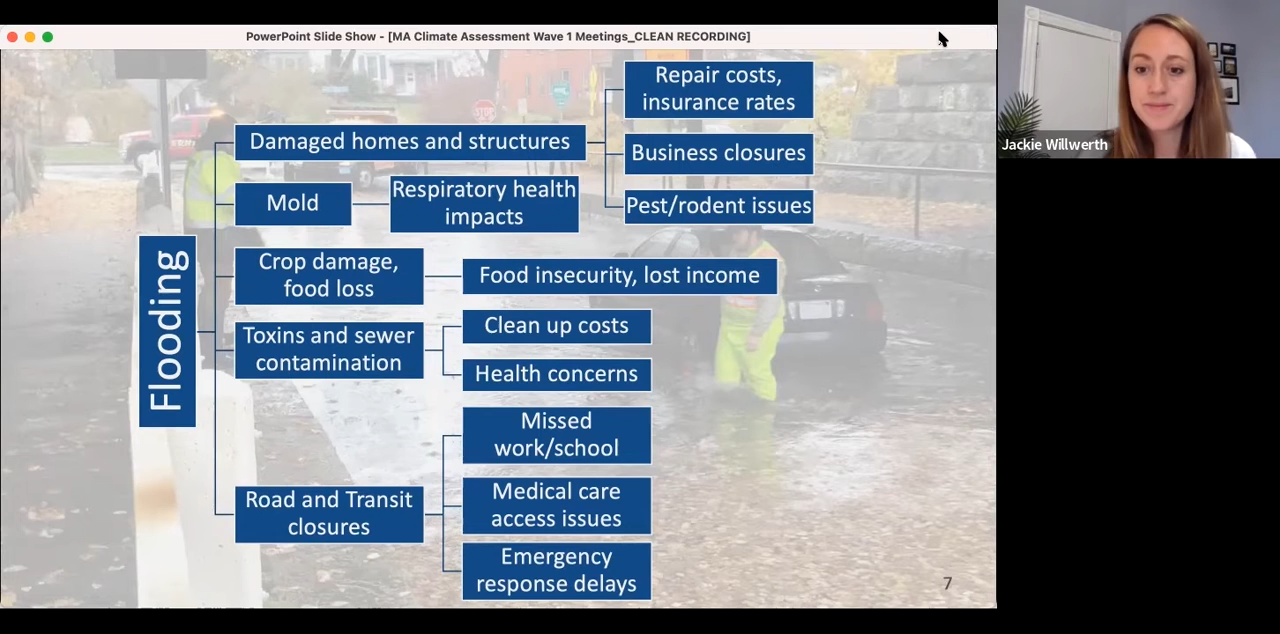 PowerPoint Slide Show - [MA Climate Assessment Wave 1 Meetings_CLEAN RECORDING]
Jackie Willwerth
Flooding
Damaged homes and structures
Repair costs,
insurance rates
Business closures
Pest/rodent issues
Mold
Respiratory health
impacts
Crop damage,
food loss
Food insecurity, lost income
Toxins and sewer
contamination
Clean up costs
Health concerns
Road and Transit
closures
Missed
work/school
Medical care
access issues
Emergency
response delays
STOP
7